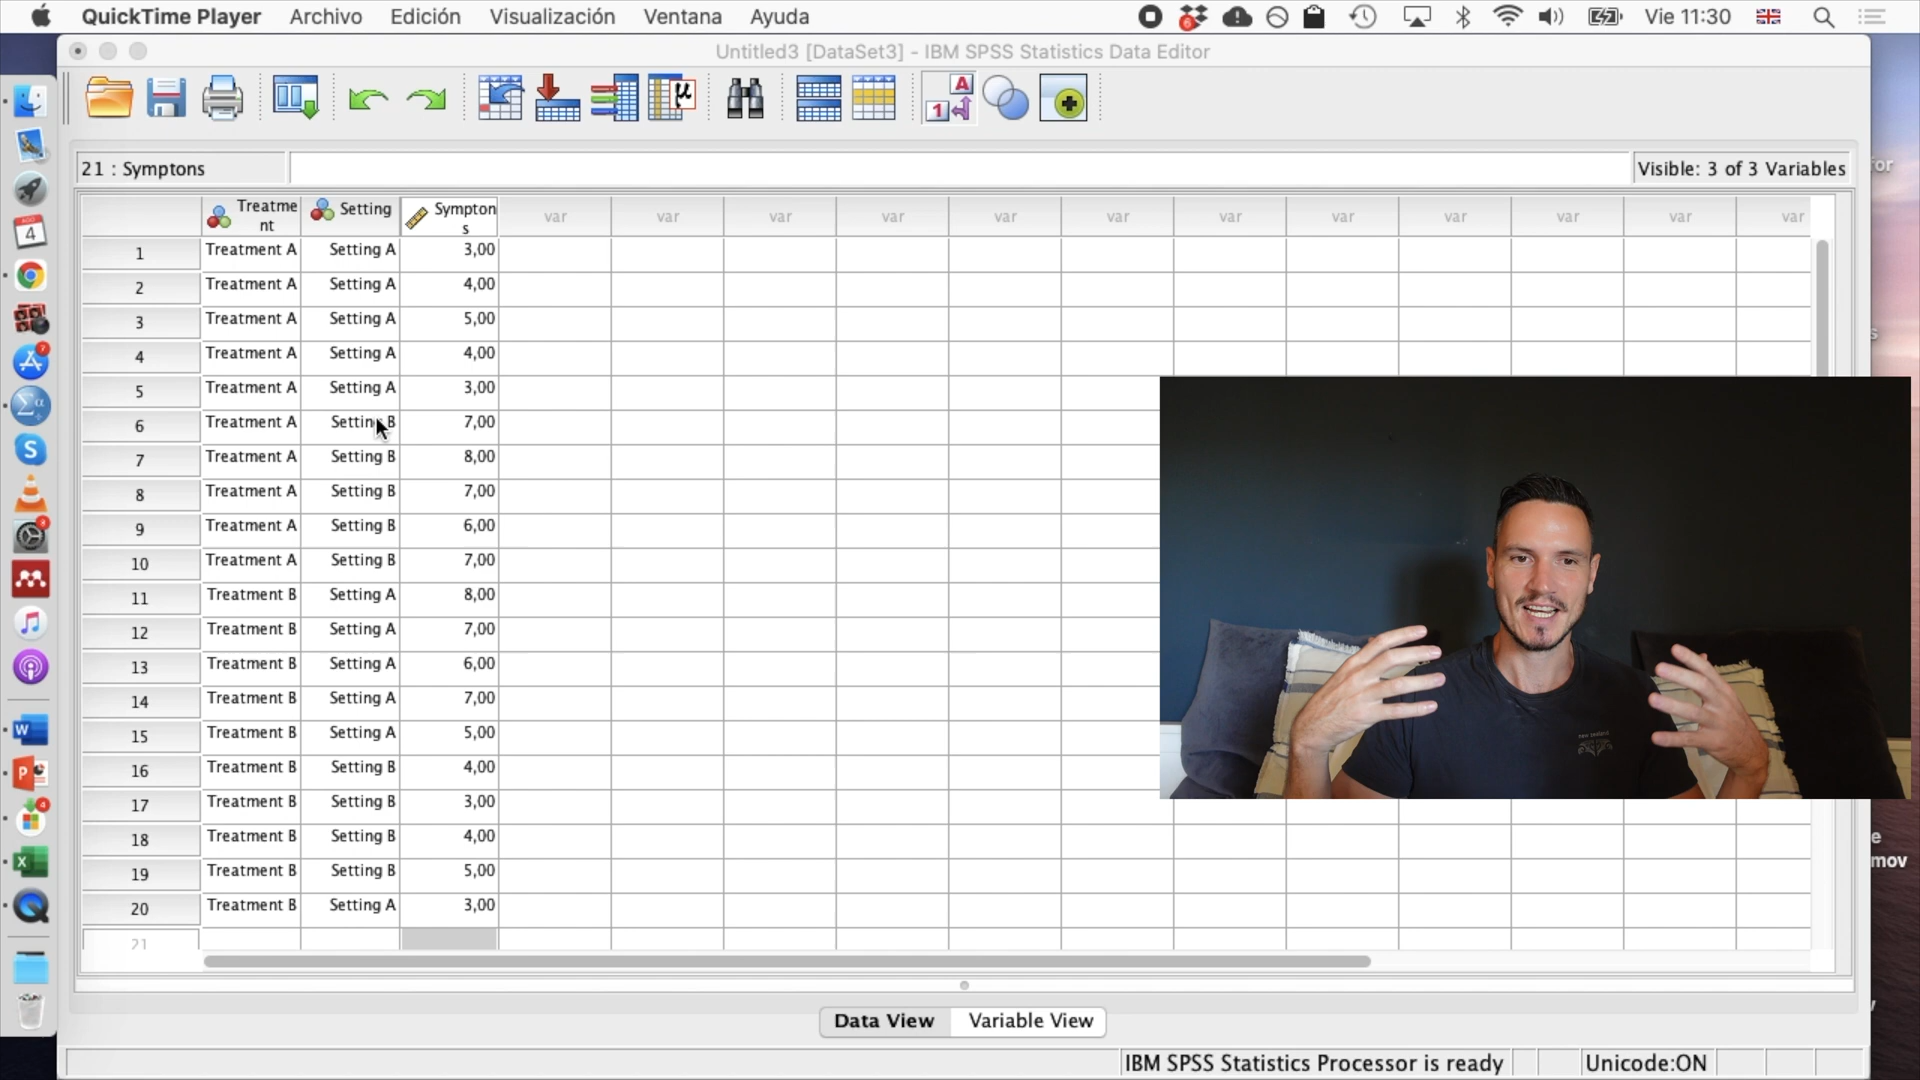 QuickTime Player Archivo Edición Visualización Ventana Ayuda Vie 11:30
Untitled3 [DataSet3] - IBM SPSS Statistics Data Editor
21 : Symptons Visible: 3 of 3 Variables
Treatme
nt Setting Sympton
s var var var var var var var var var var var var
1 Treatment A Setting A 3,00
2 Treatment A Setting A 4,00
3 Treatment A Setting A 5,00
4 Treatment A Setting A 4,00
5 Treatment A Setting A 3,00
6 Treatment A Setting B 7,00
7 Treatment A Setting B 8,00
8 Treatment A Setting B 7,00
9 Treatment A Setting B 6,00
10 Treatment A Setting B 7,00
11 Treatment B Setting A 8,00
12 Treatment B Setting A 7,00
13 Treatment B Setting A 6,00
14 Treatment B Setting A 7,00
15 Treatment B Setting A 5,00
16 Treatment B Setting B 4,00
17 Treatment B Setting B 3,00
18 Treatment B Setting B 4,00
19 Treatment B Setting B 5,00
20 Treatment B Setting A 3,00
21
Data View Variable View
IBM SPSS Statistics Processor is ready Unicode:ON
new zealand
mov